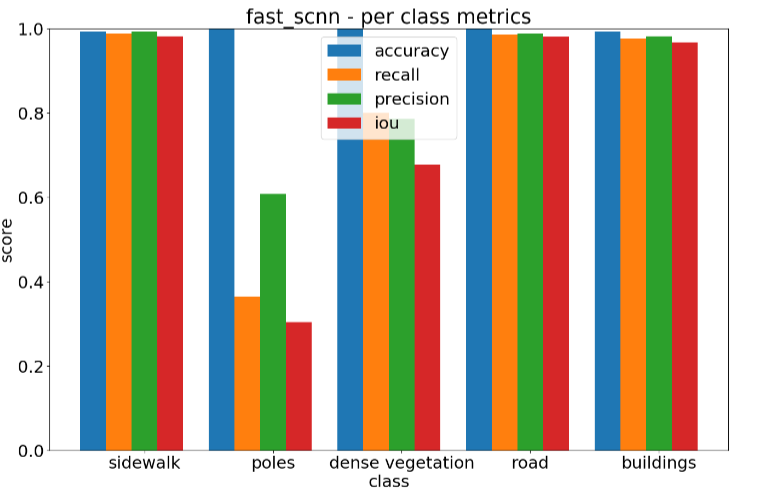 fast_scnn - per class metrics
accuracy
recall
precision
iou
1.0
0.8
0.6
0.4
0.2
0.0
score
sidewalk poles dense vegetation road buildings
class